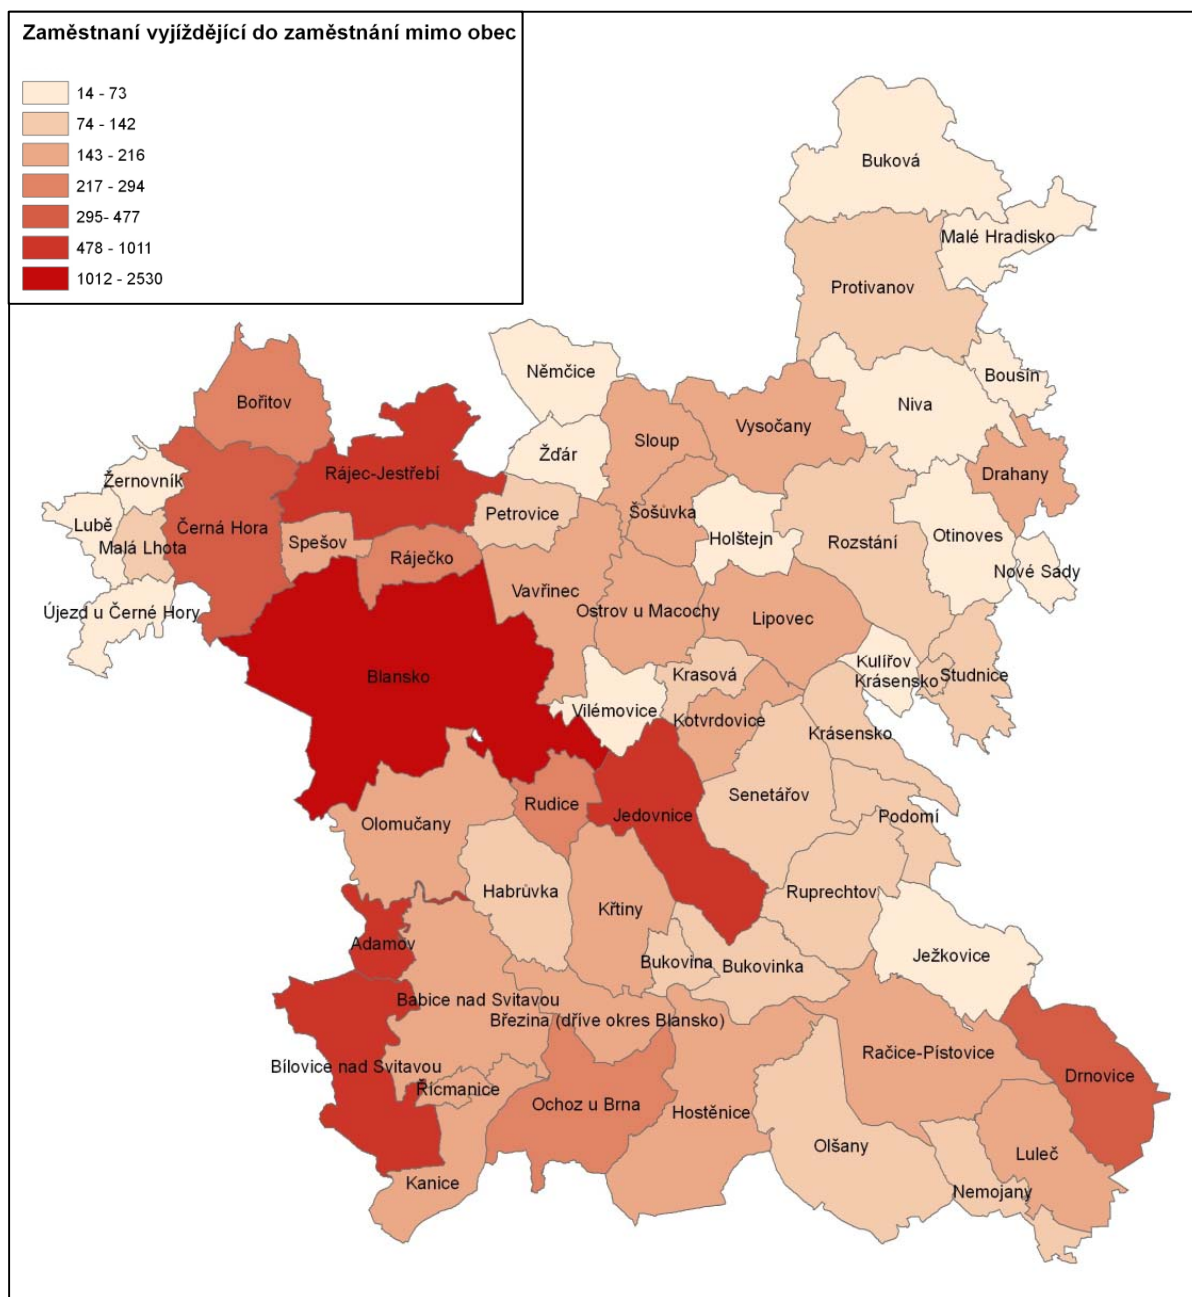 Zaměstnaní vyjíždějící do zaměstnání mimo obec
14 - 73
74 - 142
143 - 216
217 - 294
295- 477
478 - 1011
1012 - 2530
Buková
Malé Hradisko
Protivanov
Bousín
Němčice
Niva
Bořitov
Vysočany
Sloup
Žďár
Rájec-Jestřebí
Drahany
Žernovník
Petrovice
Šošůvka
Lubě
Černá Hora
Malá Lhota
Spešov
Ráječko
Holštejn
Rozstání
Otinoves
Nové Sady
Vavřinec
Ostrov u Macochy
Lipovec
Újezd u Černé Hory
Kulířov
Krásensko
Studnice
Krasová
Blansko
Vilémovice
Kotvrdovice
Krásensko
Senetářov
Rudice
Jedovnice
Podomí
Olomučany
Habrůvka
Ruprechtov
Křtiny
Adamov
Bukovina
Bukovinka
Ježkovice
Babice nad Svitavou
Březina (dříve okres Blansko)
Račice-Pístovice
Bílovice nad Svitavou
Drnovice
Řícmanice
Ochoz u Brna
Hostěnice
Olšany
Luleč
Kanice
Nemojany